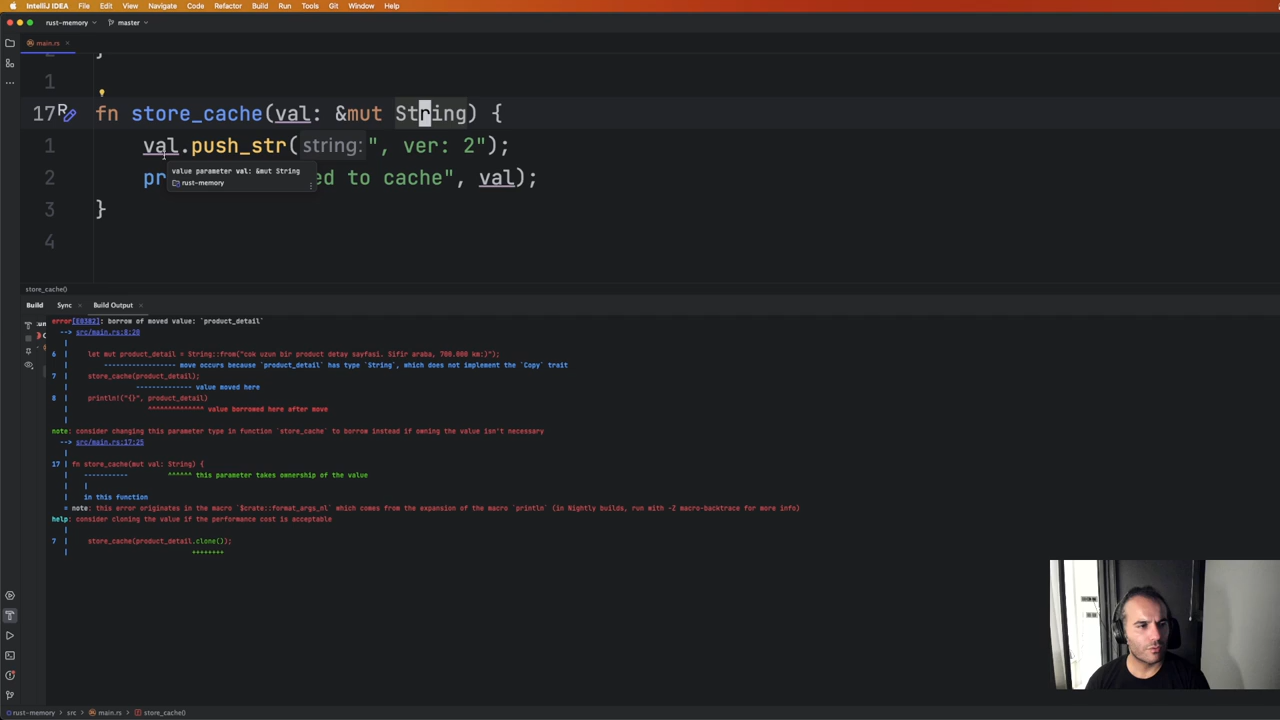 IntelliJ IDEA File Edit View Navigate Code Refactor Build Run Tools Git Window Help
rust-memory master
main.rs
}
1
17 fn store_cache(val: &mut String) {
1 val.push_str(string: ", ver: 2");
value parameter val: &mut String
rust-memory
2 pr ed to cache", val);
3 }
4
store_cache()
Build Sync Build Output
error[E0382]: borrow of moved value: `product_detail`
--> src/main.rs:8:20
|
6 let mut product_detail = String::from("cok uzun bir product detay sayfasi. Sifir araba, 700.000 km:)");
| ------------------ move occurs because `product_detail` has type `String`, which does not implement the `Copy` trait
7 store_cache(product_detail);
| -------------- value moved here
8 println!("{}", product_detail)
| ^^^^^^^^^^^^^^ value borrowed here after move
|
note: consider changing this parameter type in function `store_cache` to borrow instead if owning the value isn't necessary
--> src/main.rs:17:25
|
17 | fn store_cache(mut val: String) {
| ----------- ^^^^^^ this parameter takes ownership of the value
| |
| in this function
= note: this error originates in the macro `$crate::format_args_nl` which comes from the expansion of the macro `println` (in Nightly builds, run with -Z macro-backtrace for more info)
help: consider cloning the value if the performance cost is acceptable
|
7 store_cache(product_detail.clone());
| ++++++++
rust-memory > src > main.rs > store_cache()